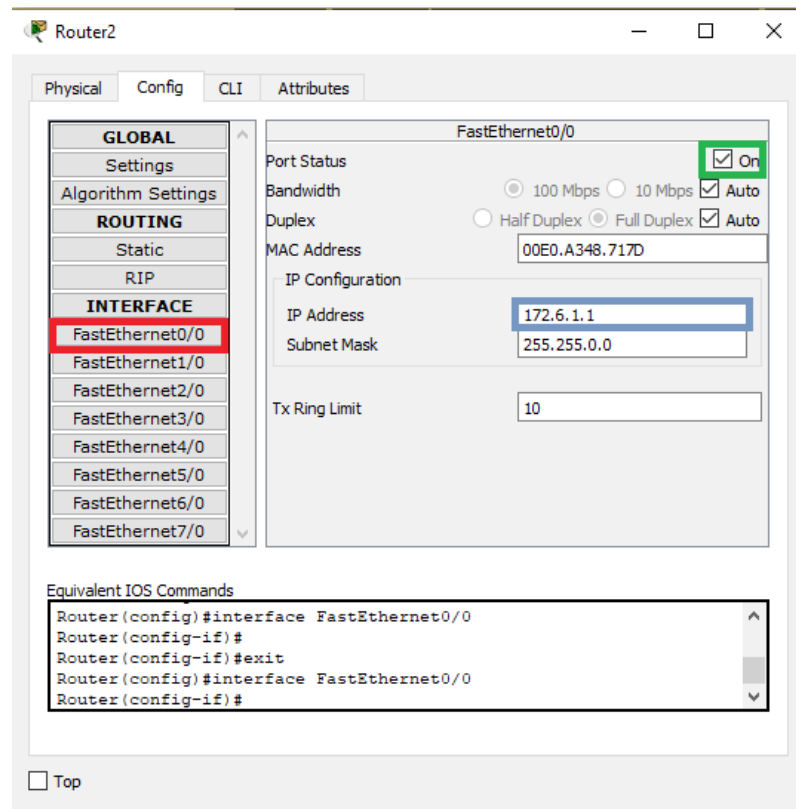 Router2
Physical Config CLI Attributes
GLOBAL
Settings
Algorithm Settings
ROUTING
Static
RIP
INTERFACE
FastEthernet0/0
FastEthernet1/0
FastEthernet2/0
FastEthernet3/0
FastEthernet4/0
FastEthernet5/0
FastEthernet6/0
FastEthernet7/0
FastEthernet0/0
Port Status On
Bandwidth 100 Mbps 10 Mbps Auto
Duplex Half Duplex Full Duplex Auto
MAC Address 00E0.A348.717D
IP Configuration
IP Address 172.6.1.1
Subnet Mask 255.255.0.0
Tx Ring Limit 10
Equivalent IOS Commands
Router(config)#interface FastEthernet0/0
Router(config-if)#
Router(config-if)#exit
Router(config)#interface FastEthernet0/0
Router(config-if)#
Top